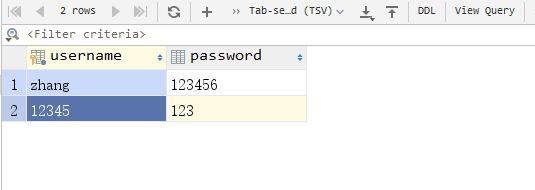 2 rows Tab-se…d (TSV) DDL View Query
<Filter criteria>
username password
1 zhang 123456
2 12345 123